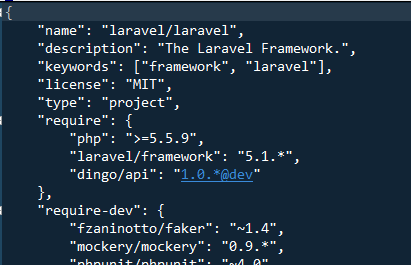 {
"name": "laravel/laravel",
"description": "The Laravel Framework.",
"keywords": ["framework", "laravel"],
"license": "MIT",
"type": "project",
"require": {
"php": ">=5.5.9",
"laravel/framework": "5.1.*",
"dingo/api": "1.0.*@dev"
},
"require-dev": {
"fzaninotto/faker": "~1.4",
"mockery/mockery": "0.9.*",
"phpunit/phpunit": "~4.0",